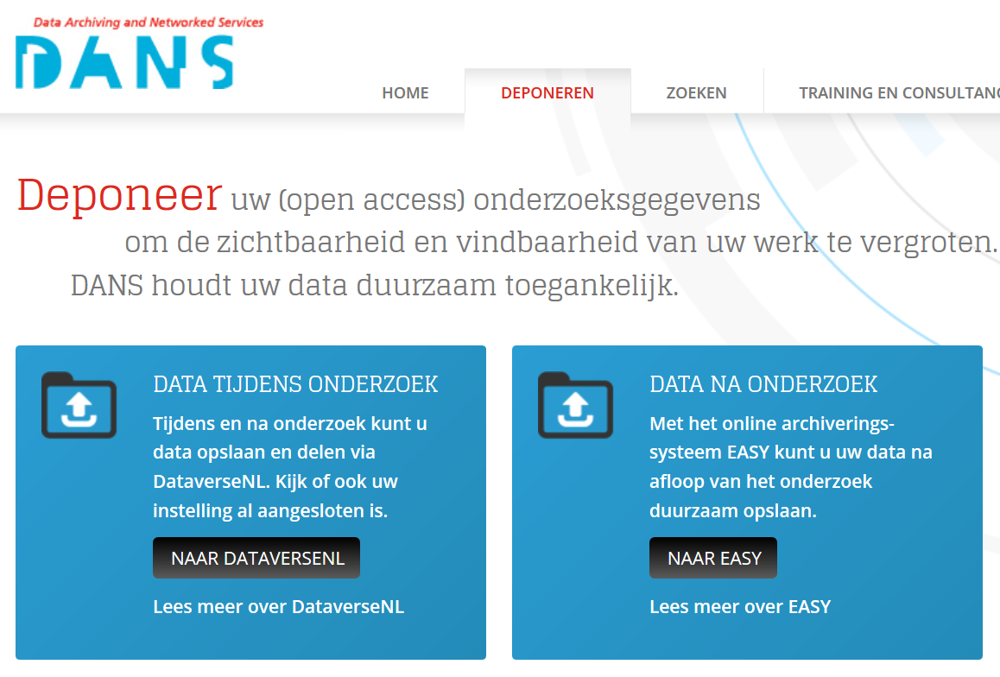 Data Archiving and Networked Services
DANS
HOME
DEPONEREN
ZOEKEN
TRAINING EN
Deponeer uw (open access) onderzoeksgegevens
om de zichtbaarheid en vindbaarheid van uw werk te vergroten.
DANS houdt uw data duurzaam toegankelijk.
DATA TIJDENS ONDERZOEK
Tijdens en na onderzoek kunt u
data opslaan en delen via
DataverseNL. Kijk of ook uw
instelling al aangesloten is.
NAAR DATAVERSENL
Lees meer over DataverseNL
DATA NA ONDERZOEK
Met het online archiverings-
systeem EASY kunt u uw data na
afloop van het onderzoek
duurzaam opslaan.
NAAR EASY
Lees meer over EASY